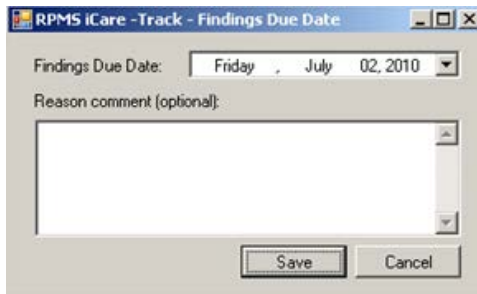 RPMS iCare -Track - Findings Due Date
Findings Due Date: Friday , July 02, 2010
Reason comment (optional):
Save Cancel